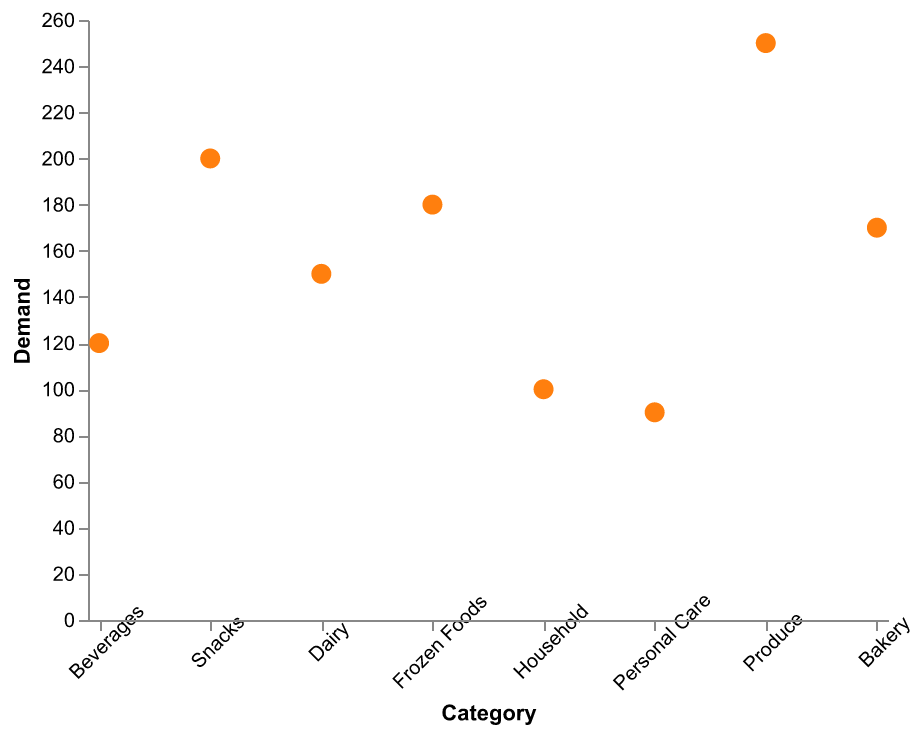 260
240
220
200
180
160
140
120
100
80
60
40
20
0
Demand
Beverages
Snacks
Dairy
Frozen Foods
Household
Personal Care
Produce
Bakery
Category